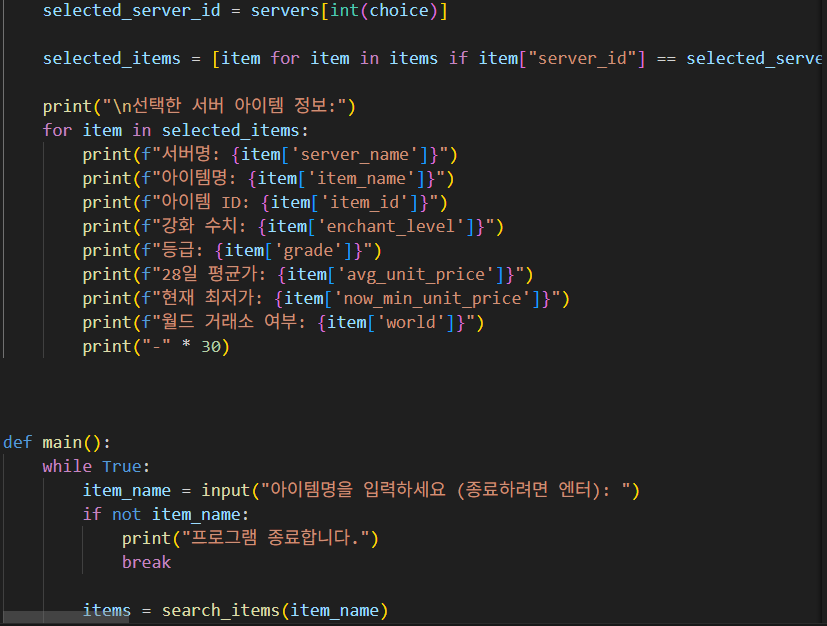 selected_server_id = servers[int(choice)]
selected_items = [item for item in items if item["server_id"] == selected_serve
print("\n선택한 서버 아이템 정보:")
for item in selected_items:
print(f"서버명: {item['server_name']}")
print(f"아이템명: {item['item_name']}")
print(f"아이템 ID: {item['item_id']}")
print(f"강화 수치: {item['enchant_level']}")
print(f"등급: {item['grade']}")
print(f"28일 평균가: {item['avg_unit_price']}")
print(f"현재 최저가: {item['now_min_unit_price']}")
print(f"월드 거래소 여부: {item['world']}")
print("-" * 30)
def main():
while True:
item_name = input("아이템명을 입력하세요 (종료하려면 엔터): ")
if not item_name:
print("프로그램 종료합니다.")
break
items = search_items(item_name)